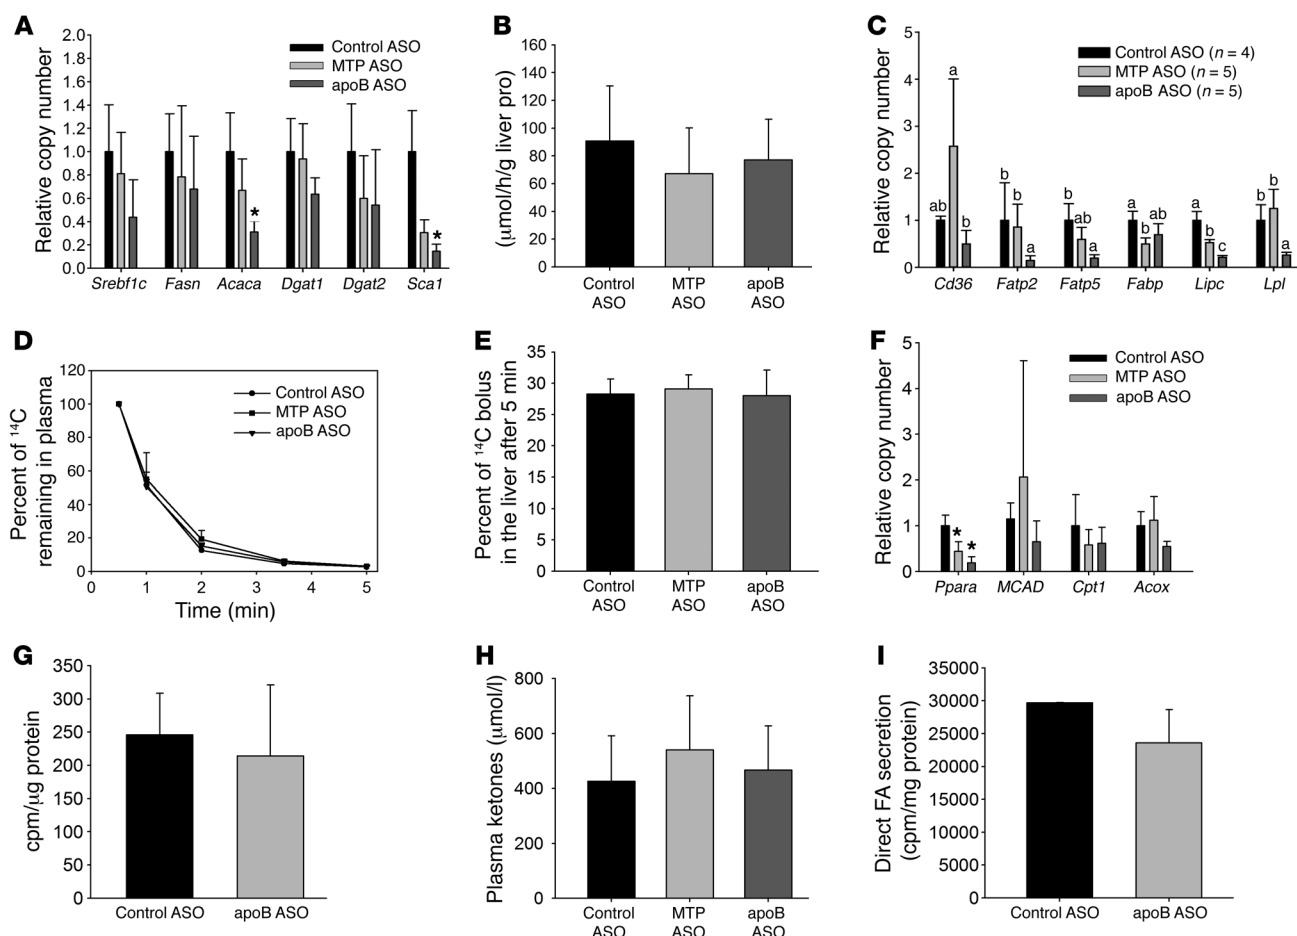 A
Relative copy number
2.0
1.8
1.6
1.4
1.2
1.0
0.8
0.6
0.4
0.2
0.0
Control ASO
MTP ASO
apoB ASO
*
*
Srebf1c Fasn Acaca Dgat1 Dgat2 Sca1
B
(μmol/h/g liver pro)
160
140
120
100
80
60
40
20
0
Control ASO
MTP ASO
apoB ASO
C
Relative copy number
5
4
3
2
1
0
Control ASO (n = 4)
MTP ASO (n = 5)
apoB ASO (n = 5)
ab a b
b b a
b ab a
a b ab
a b c
b b a
Cd36 Fatp2 Fatp5 Fabp Lipc Lpl
D
Percent of 14C
remaining in plasma
120
100
80
60
40
20
0
Control ASO
MTP ASO
apoB ASO
0 1 2 3 4 5
Time (min)
E
Percent of 14C bolus
in the liver after 5 min
35
30
25
20
15
10
5
0
Control ASO
MTP ASO
apoB ASO
F
Relative copy number
5
4
3
2
1
0
Control ASO
MTP ASO
apoB ASO
*
*
Ppara MCAD Cpt1 Acox
G
cpm/μg protein
350
300
250
200
150
100
50
0
Control ASO apoB ASO
H
Plasma ketones (μmol/l)
800
600
400
200
0
Control ASO
MTP ASO
apoB ASO
I
Direct FA secretion
(cpm/mg protein)
35000
30000
25000
20000
15000
10000
5000
0
Control ASO apoB ASO